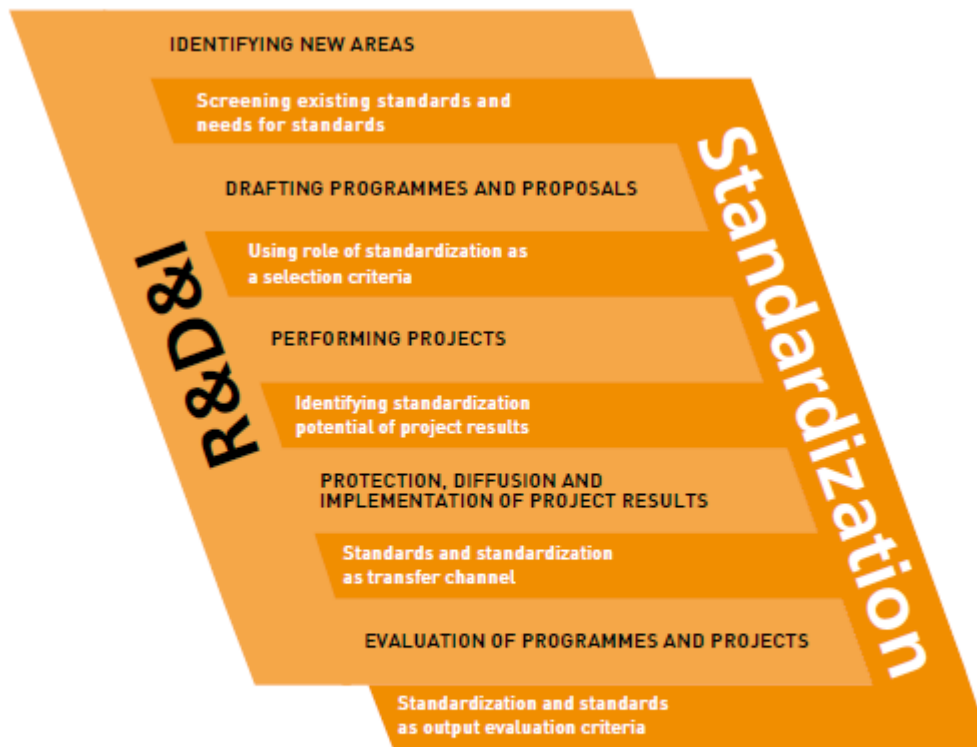 IDENTIFYING NEW AREAS
Screening existing standards and
needs for standards
DRAFTING PROGRAMMES AND PROPOSALS
Using role of standardization as
a selection criteria
PERFORMING PROJECTS
Identifying standardization
potential of project results
PROTECTION, DIFFUSION AND
IMPLEMENTATION OF PROJECT RESULTS
Standards and standardization
as transfer channel
EVALUATION OF PROGRAMMES AND PROJECTS
Standardization and standards
as output evaluation criteria
R&D&I
Standardization